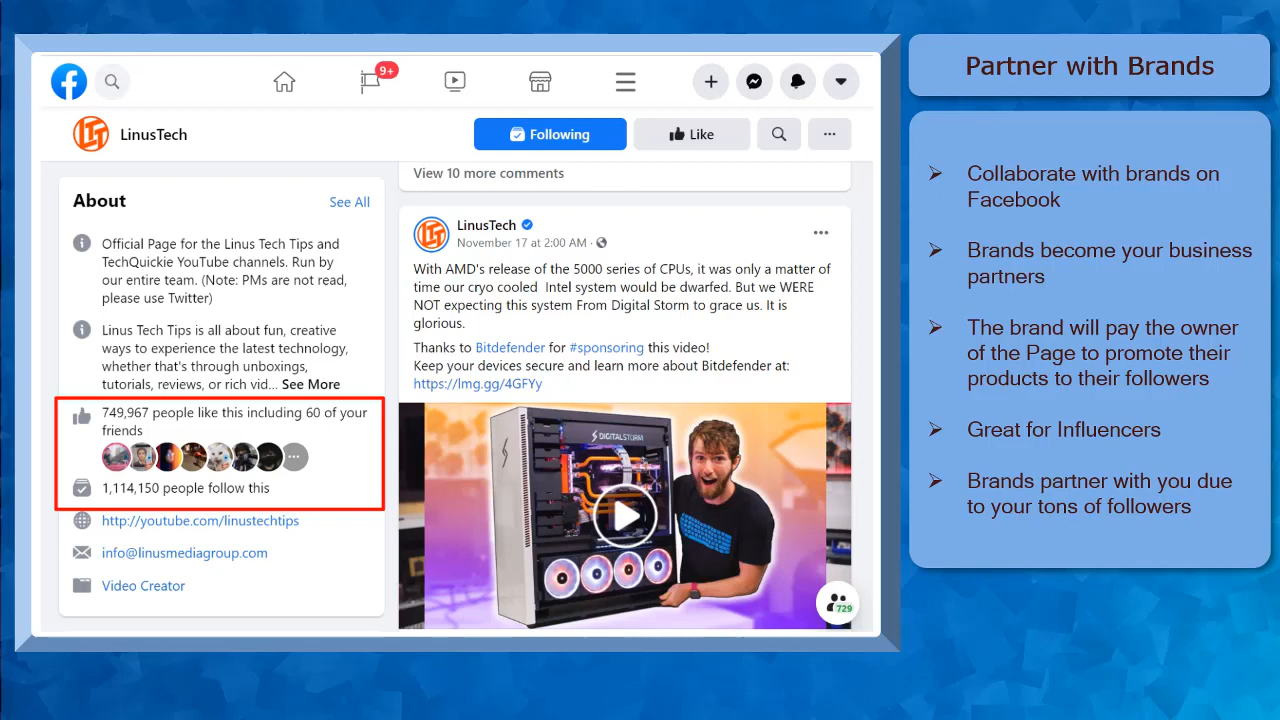 9+
LinusTech
Following
Like
About
See All
Official Page for the Linus Tech Tips and
TechQuickie YouTube channels. Run by
our entire team. (Note: PMs are not read,
please use Twitter)
Linus Tech Tips is all about fun, creative
ways to experience the latest technology,
whether that's through unboxings,
tutorials, reviews, or rich vid... See More
749,967 people like this including 60 of your
friends
1,114,150 people follow this
http://youtube.com/linustechtips
info@linusmediagroup.com
Video Creator
View 10 more comments
LinusTech
November 17 at 2:00 AM ·
With AMD's release of the 5000 series of CPUs, it was only a matter of
time our cryo cooled Intel system would be dwarfed. But we WERE
NOT expecting this system From Digital Storm to grace us. It is
glorious.
Thanks to Bitdefender for #sponsoring this video!
Keep your devices secure and learn more about Bitdefender at:
https://lmg.gg/4GFYy
DIGITALSTORM
729
Partner with Brands
Collaborate with brands on
Facebook
Brands become your business
partners
The brand will pay the owner
of the Page to promote their
products to their followers
Great for Influencers
Brands partner with you due
to your tons of followers